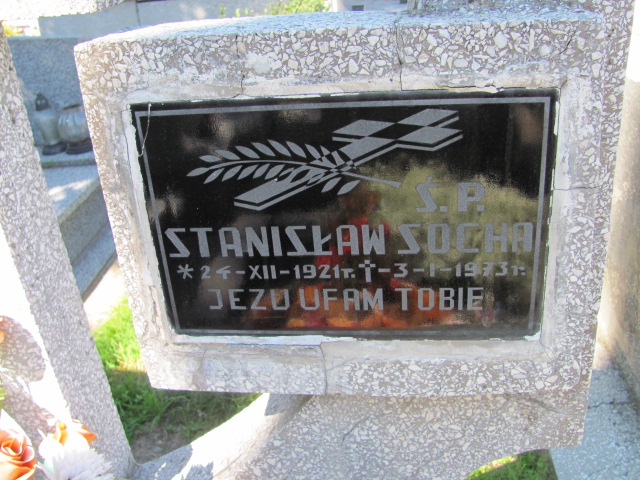 Ś.P.
STANISŁAW SOCHA
*24-XII-1921r. †-3-I-1973r.
JEZU UFAM TOBIE